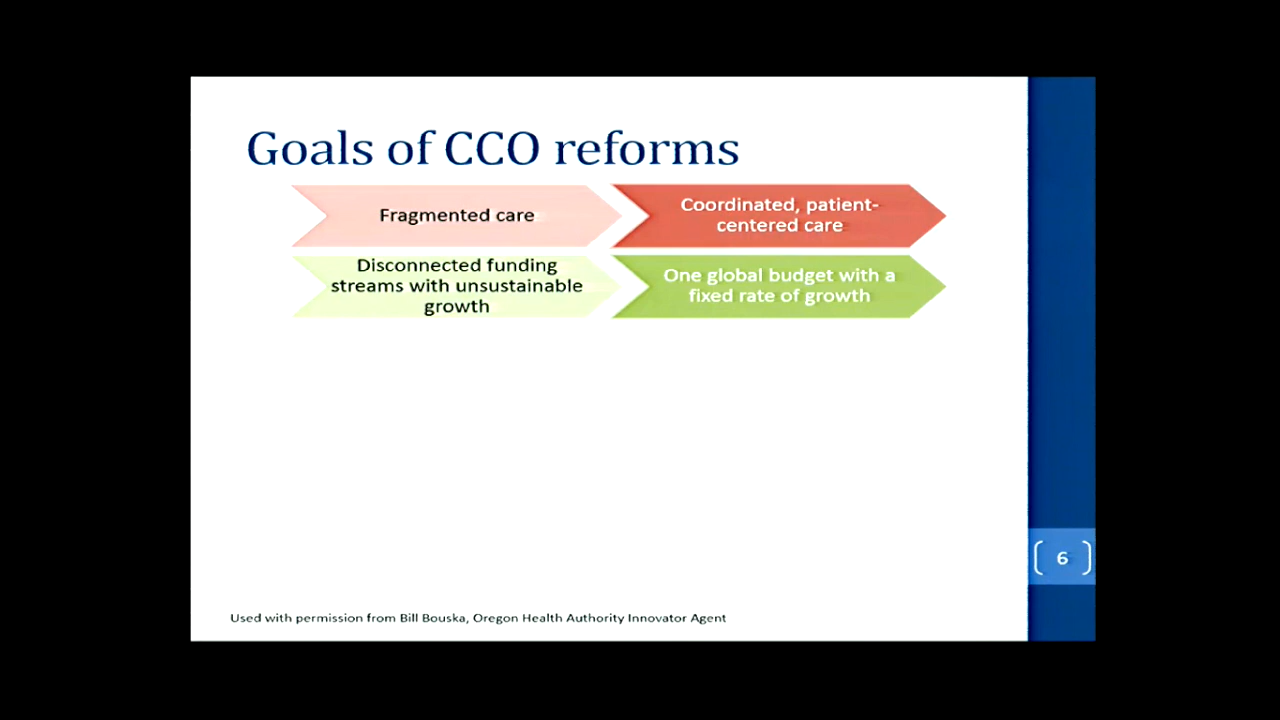 Goals of CCO reforms
Fragmented care
Coordinated, patient-
centered care
Disconnected funding
streams with unsustainable
growth
One global budget with a
fixed rate of growth
6
Used with permission from Bill Bouska, Oregon Health Authority Innovator Agent